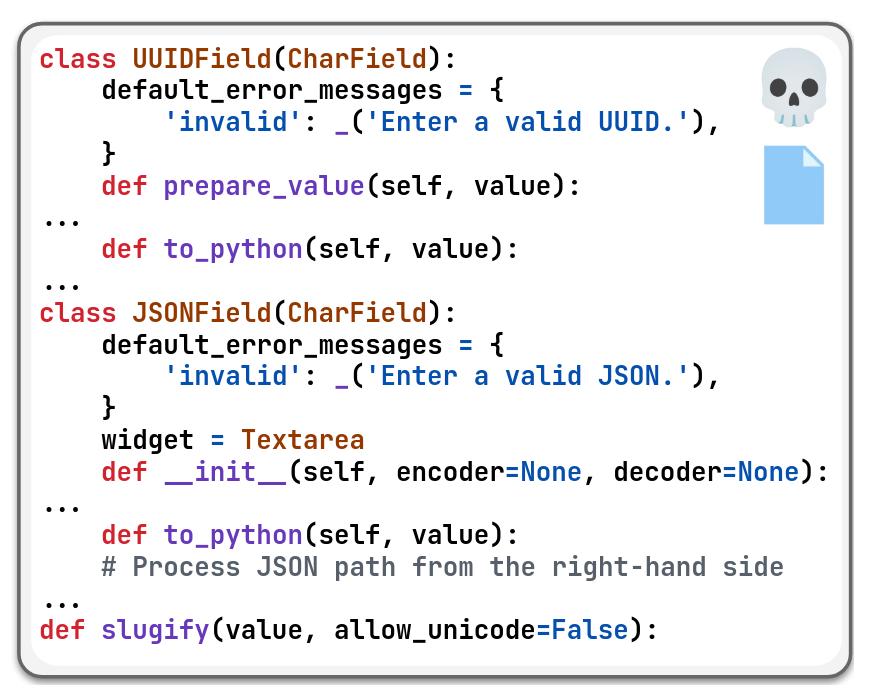 class UUIDField(CharField):
    default_error_messages = {
        'invalid': _('Enter a valid UUID.'),
    }
    def prepare_value(self, value):
...
    def to_python(self, value):
...
class JSONField(CharField):
    default_error_messages = {
        'invalid': _('Enter a valid JSON.'),
    }
    widget = Textarea
    def __init__(self, encoder=None, decoder=None):
...
    def to_python(self, value):
    # Process JSON path from the right-hand side
...
def slugify(value, allow_unicode=False):